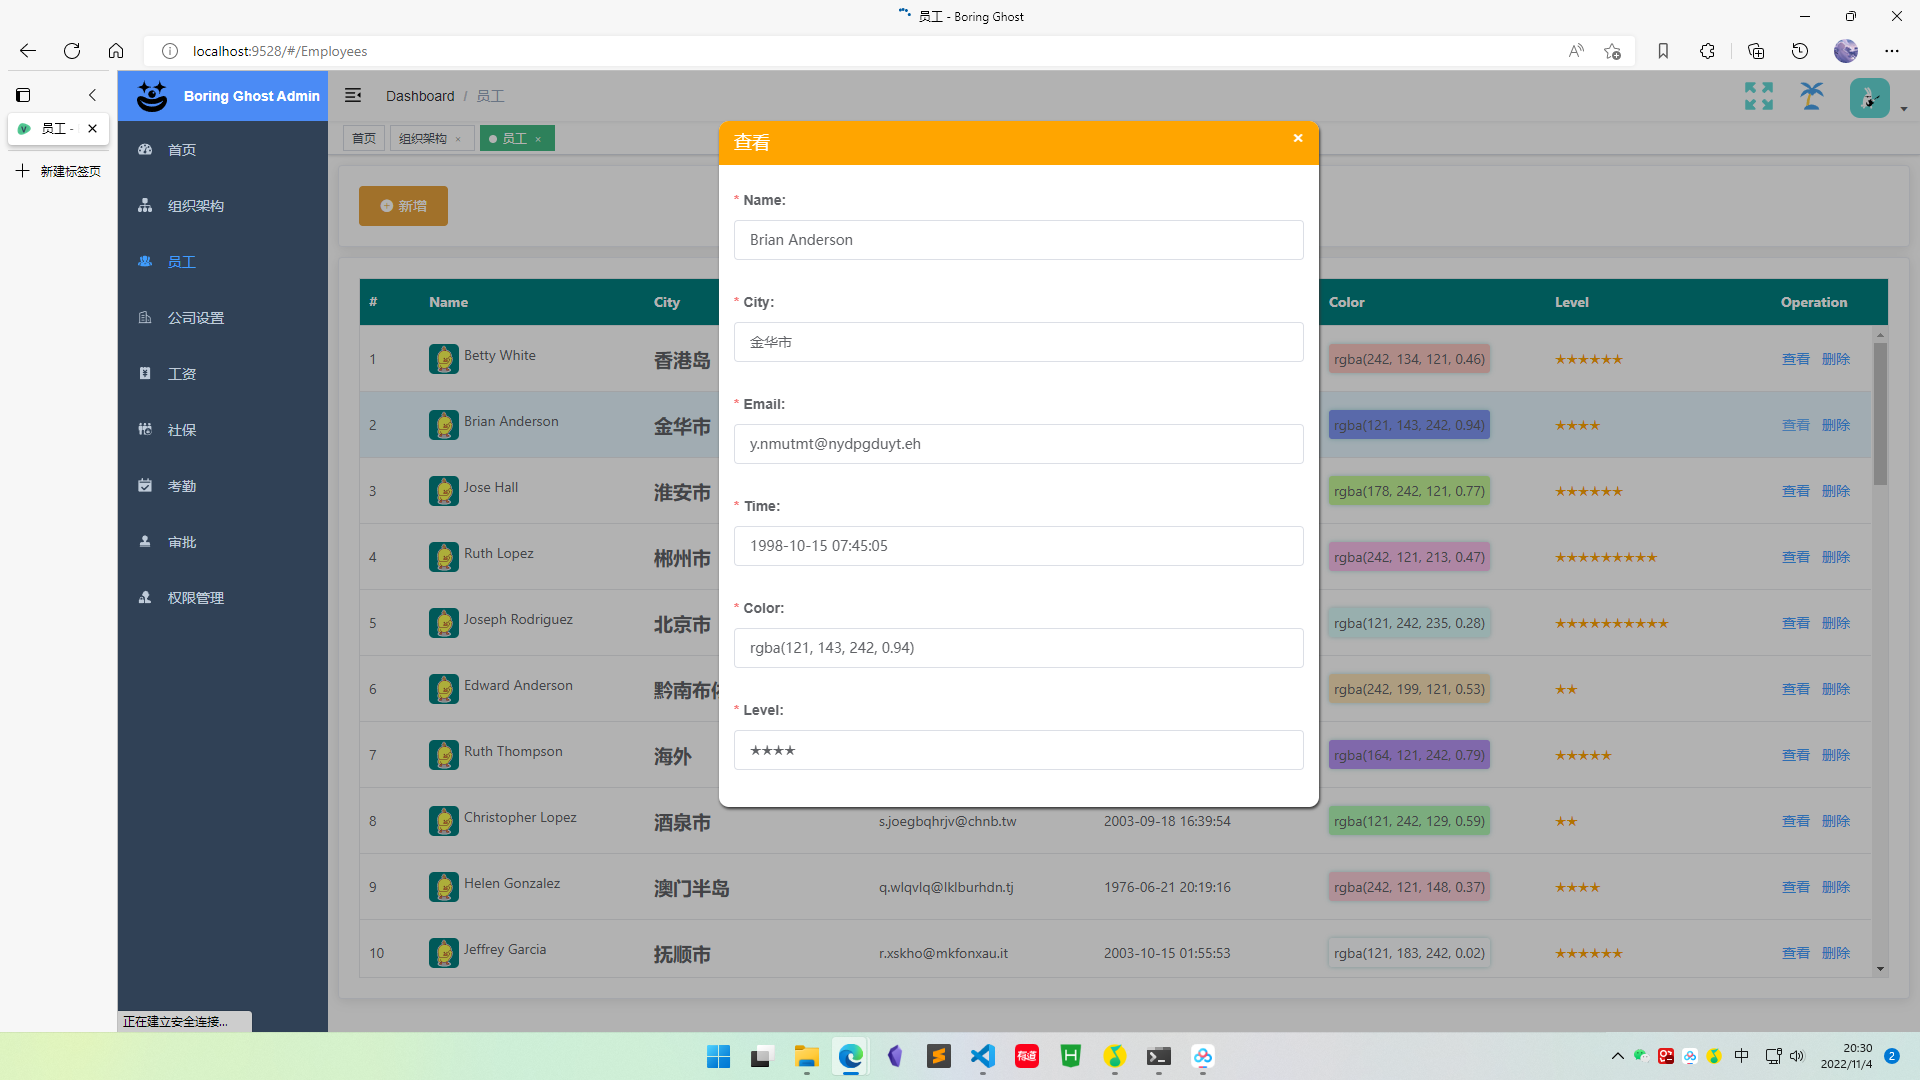 员工 - Boring Ghost
localhost:9528/#/Employees
员工 -
新建标签页
Boring Ghost Admin
首页
组织架构
员工
公司设置
工资
社保
考勤
审批
权限管理
正在建立安全连接...
Dashboard / 员工
首页 组织架构 × 员工 ×
新增
查看
* Name:
Brian Anderson
* City:
金华市
* Email:
y.nmutmt@nydpgduyt.eh
* Time:
1998-10-15 07:45:05
* Color:
rgba(121, 143, 242, 0.94)
* Level:
★★★★
# Name City Color Level Operation
1 Betty White 香港岛 rgba(242, 134, 121, 0.46) ★★★★★★ 查看 删除
2 Brian Anderson 金华市 rgba(121, 143, 242, 0.94) ★★★★ 查看 删除
3 Jose Hall 淮安市 rgba(178, 242, 121, 0.77) ★★★★★★ 查看 删除
4 Ruth Lopez 郴州市 rgba(242, 121, 213, 0.47) ★★★★★★★★★ 查看 删除
5 Joseph Rodriguez 北京市 rgba(121, 242, 235, 0.28) ★★★★★★★★★★ 查看 删除
6 Edward Anderson 黔南布 rgba(242, 199, 121, 0.53) ★★ 查看 删除
7 Ruth Thompson 海外 rgba(164, 121, 242, 0.79) ★★★★★ 查看 删除
8 Christopher Lopez 酒泉市 s.joegbqhrjv@chnb.tw 2003-09-18 16:39:54 rgba(121, 242, 129, 0.59) ★★ 查看 删除
9 Helen Gonzalez 澳门半岛 q.wlqvlq@lklburhdn.tj 1976-06-21 20:19:16 rgba(242, 121, 148, 0.37) ★★★★ 查看 删除
10 Jeffrey Garcia 抚顺市 r.xskho@mkfonxau.it 2003-10-15 01:55:53 rgba(121, 183, 242, 0.02) ★★★★★★ 查看 删除
有道
中
20:30
2022/11/4
2